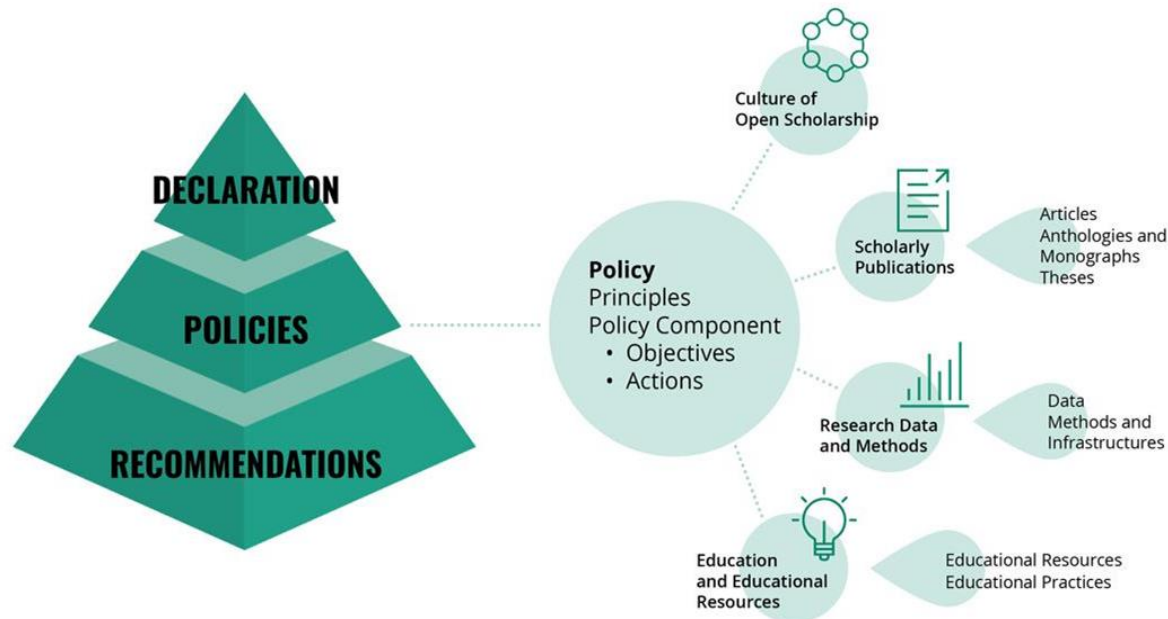 DECLARATION
POLICIES
RECOMMENDATIONS
Policy
Principles
Policy Component
• Objectives
• Actions
Culture of
Open Scholarship
Scholarly
Publications
Articles
Anthologies and
Monographs
Theses
Research Data
and Methods
Data
Methods and
Infrastructures
Education
and Educational
Resources
Educational Resources
Educational Practices